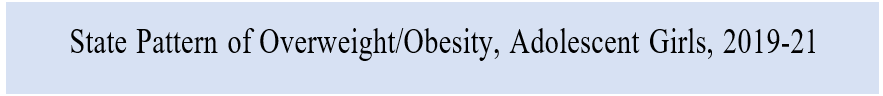 State Pattern of Overweight/Obesity, Adolescent Girls, 2019-21